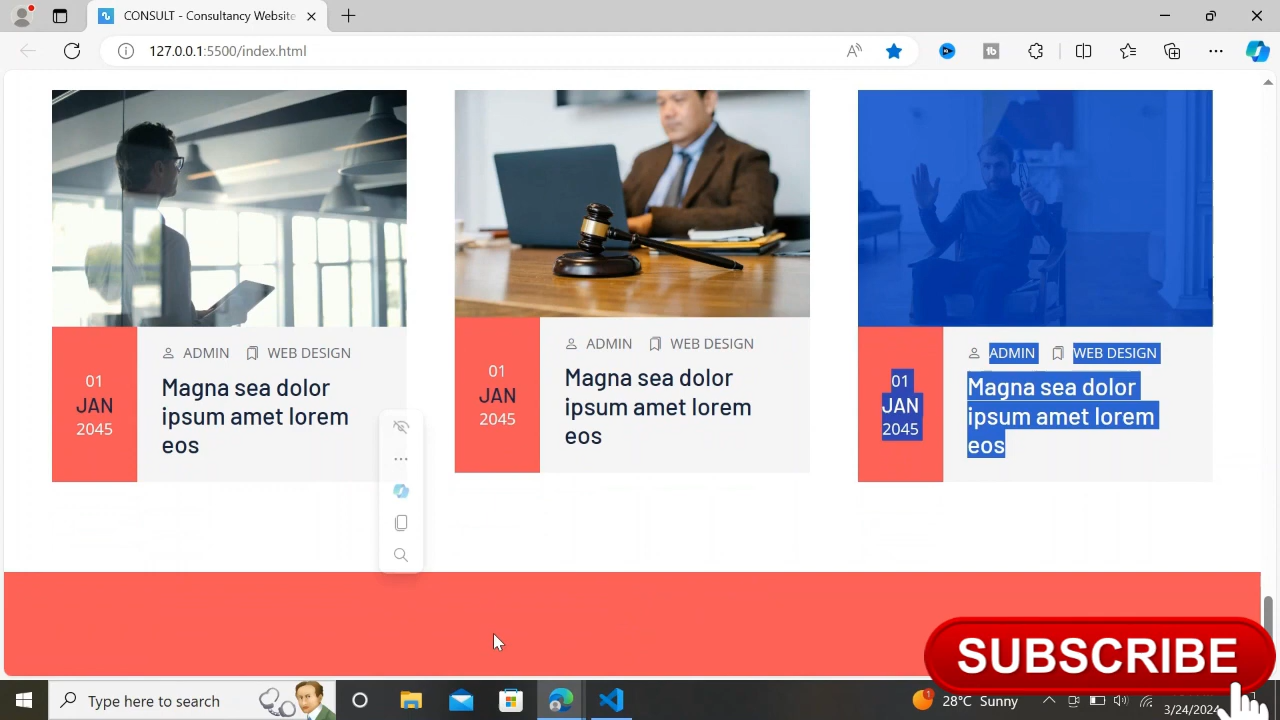 CONSULT - Consultancy Website
127.0.0.1:5500/index.html
01
JAN
2045
ADMIN WEB DESIGN
Magna sea dolor
ipsum amet lorem
eos
01
JAN
2045
ADMIN WEB DESIGN
Magna sea dolor
ipsum amet lorem
eos
01
JAN
2045
ADMIN WEB DESIGN
Magna sea dolor
ipsum amet lorem
eos
SUBSCRIBE
Type here to search
28°C Sunny
3/24/2024